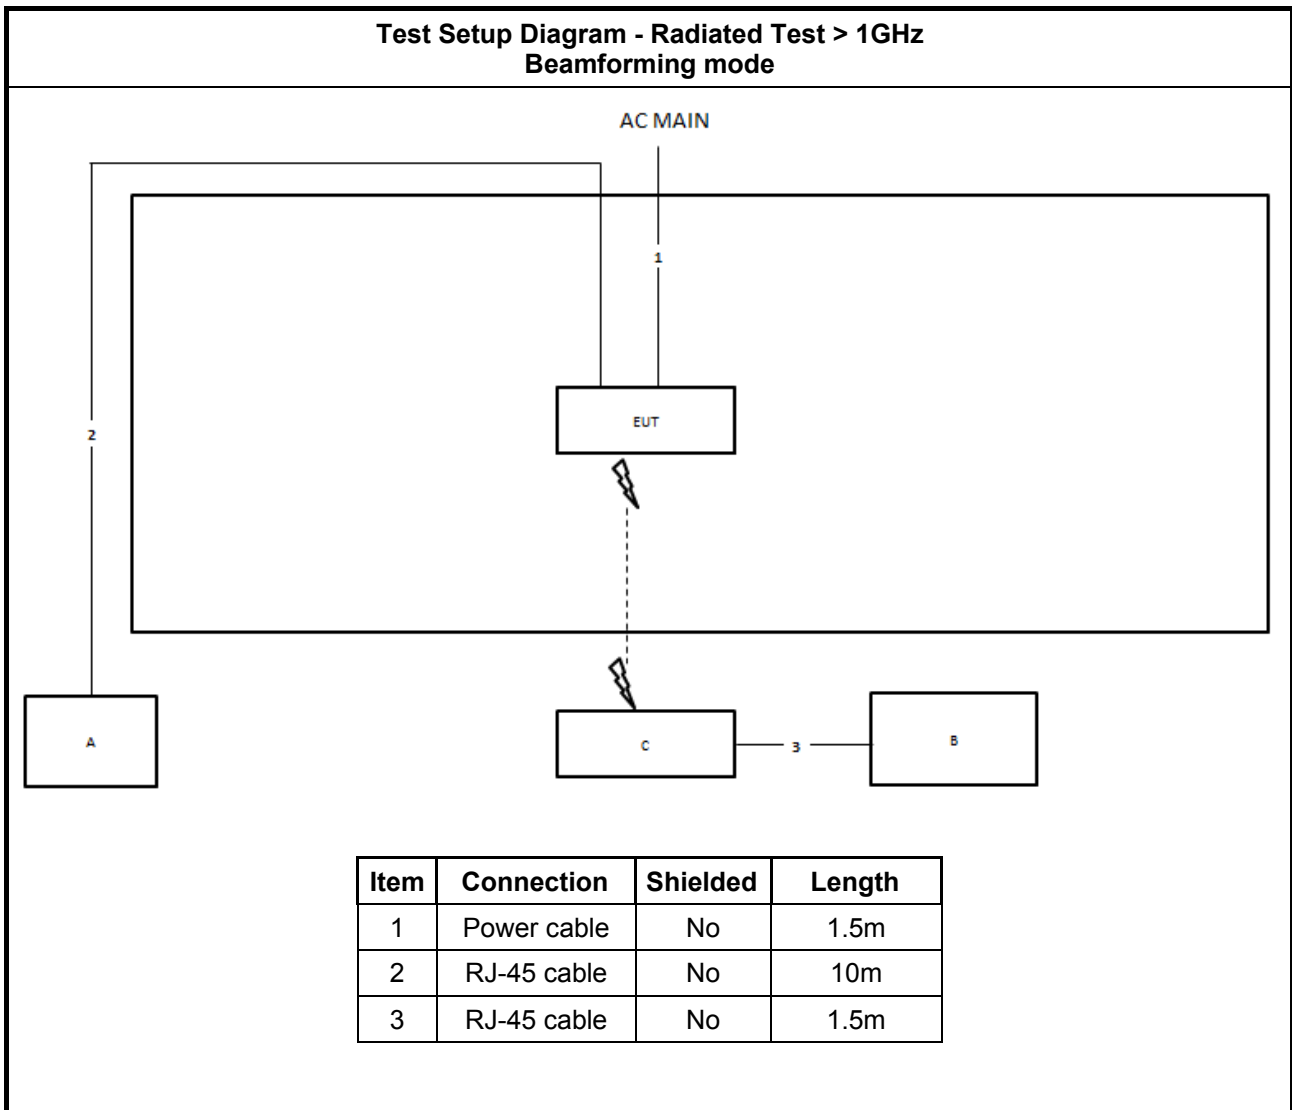 Test Setup Diagram - Radiated Test > 1GHz
Beamforming mode
AC MAIN
1
2
EUT
A
C
3
B
Item Connection Shielded Length
1 Power cable No 1.5m
2 RJ-45 cable No 10m
3 RJ-45 cable No 1.5m